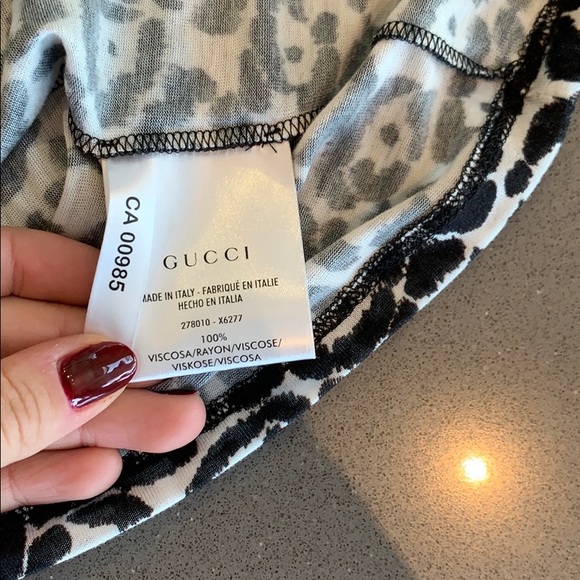 CA 00985
GUCCI
MADE IN ITALY - FABRIQUÉ EN ITALIE
HECHO EN ITALIA
278010 - X6277
100%
VISCOSA/RAYON/VISCOSE/
VISKOSE/VISCOSA